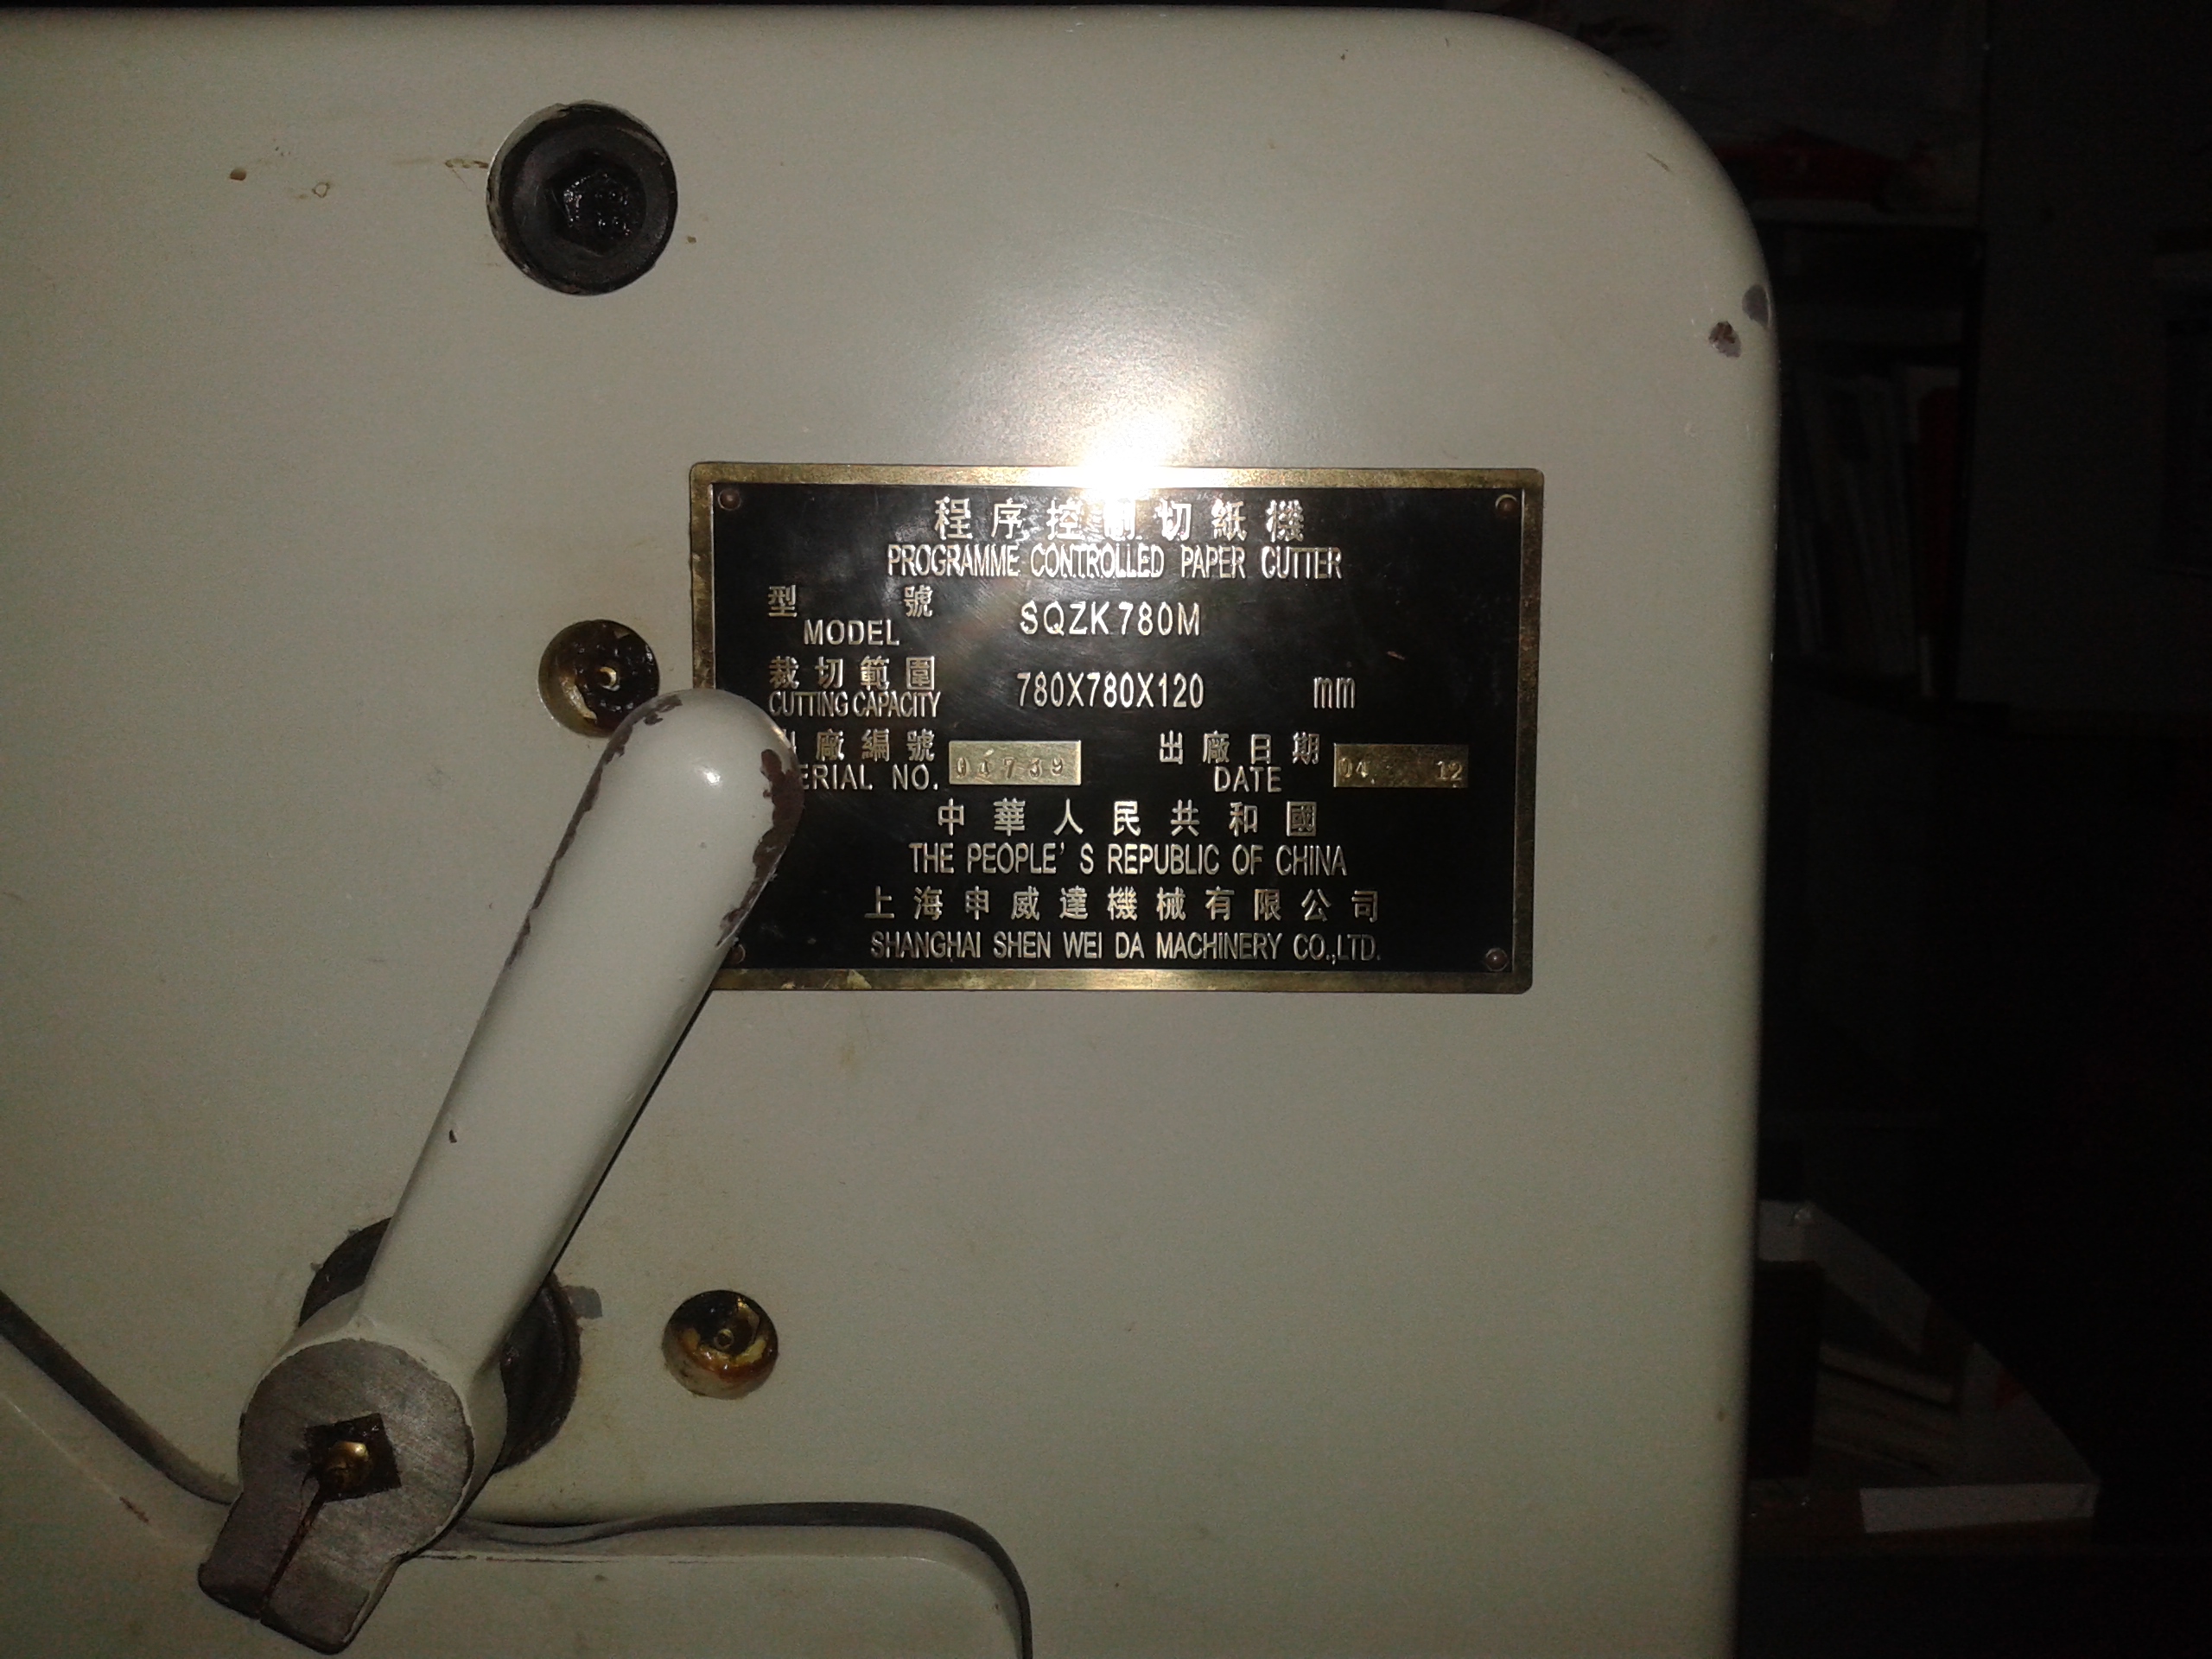 程序控制切紙機
PROGRAMME CONTROLLED PAPER CUTTER
型號 SQZK780M
MODEL
裁切範圍 780X780X120 mm
CUTTING CAPACITY
廠編號 出廠日期
ERIAL NO. 04739 DATE 04 12
中華人民共和國
THE PEOPLE'S REPUBLIC OF CHINA
上海申威達機械有限公司
SHANGHAI SHEN WEI DA MACHINERY CO.,LTD.